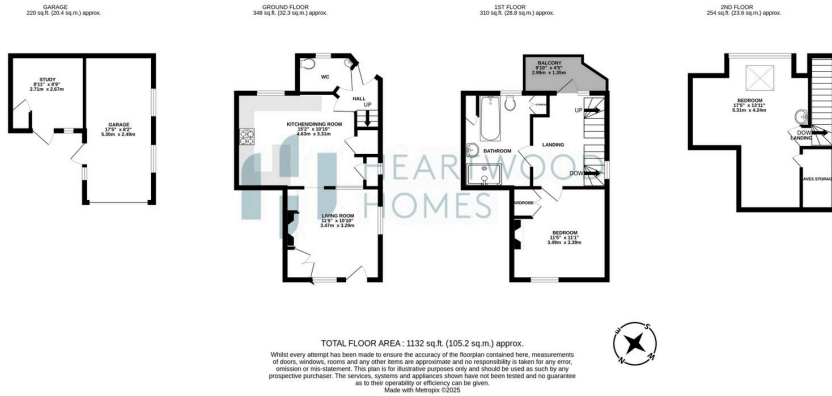 GARAGE
220 sq.ft. (20.4 sq.m.) approx.
GROUND FLOOR
348 sq.ft. (32.3 sq.m.) approx.
1ST FLOOR
310 sq.ft. (28.8 sq.m.) approx.
2ND FLOOR
254 sq.ft. (23.6 sq.m.) approx.
STUDY
8'11" x 8'9"
2.71m x 2.67m
GARAGE
17'5" x 8'2"
5.30m x 2.49m
WC
HALL
UP
KITCHEN/DINING ROOM
15'2" x 10'10"
4.63m x 3.31m
LIVING ROOM
11'5" x 10'10"
3.47m x 3.29m
BALCONY
9'10" x 4'5"
2.99m x 1.35m
UP
BATHROOM
LANDING
DOWN
WARDROBE
BEDROOM
11'5" x 11'1"
3.49m x 3.39m
BEDROOM
17'5" x 13'11"
5.31m x 4.24m
DOWN
LANDING
EAVES STORAGE
HEARTWOOD
HOMES
TOTAL FLOOR AREA : 1132 sq.ft. (105.2 sq.m.) approx.
Whilst every attempt has been made to ensure the accuracy of the floorplan contained here, measurements
of doors, windows, rooms and any other items are approximate and no responsibility is taken for any error,
omission or mis-statement. This plan is for illustrative purposes only and should be used as such by any
prospective purchaser. The services, systems and appliances shown have not been tested and no guarantee
as to their operability or efficiency can be given.
Made with Metropix ©2025
S
E
W
N